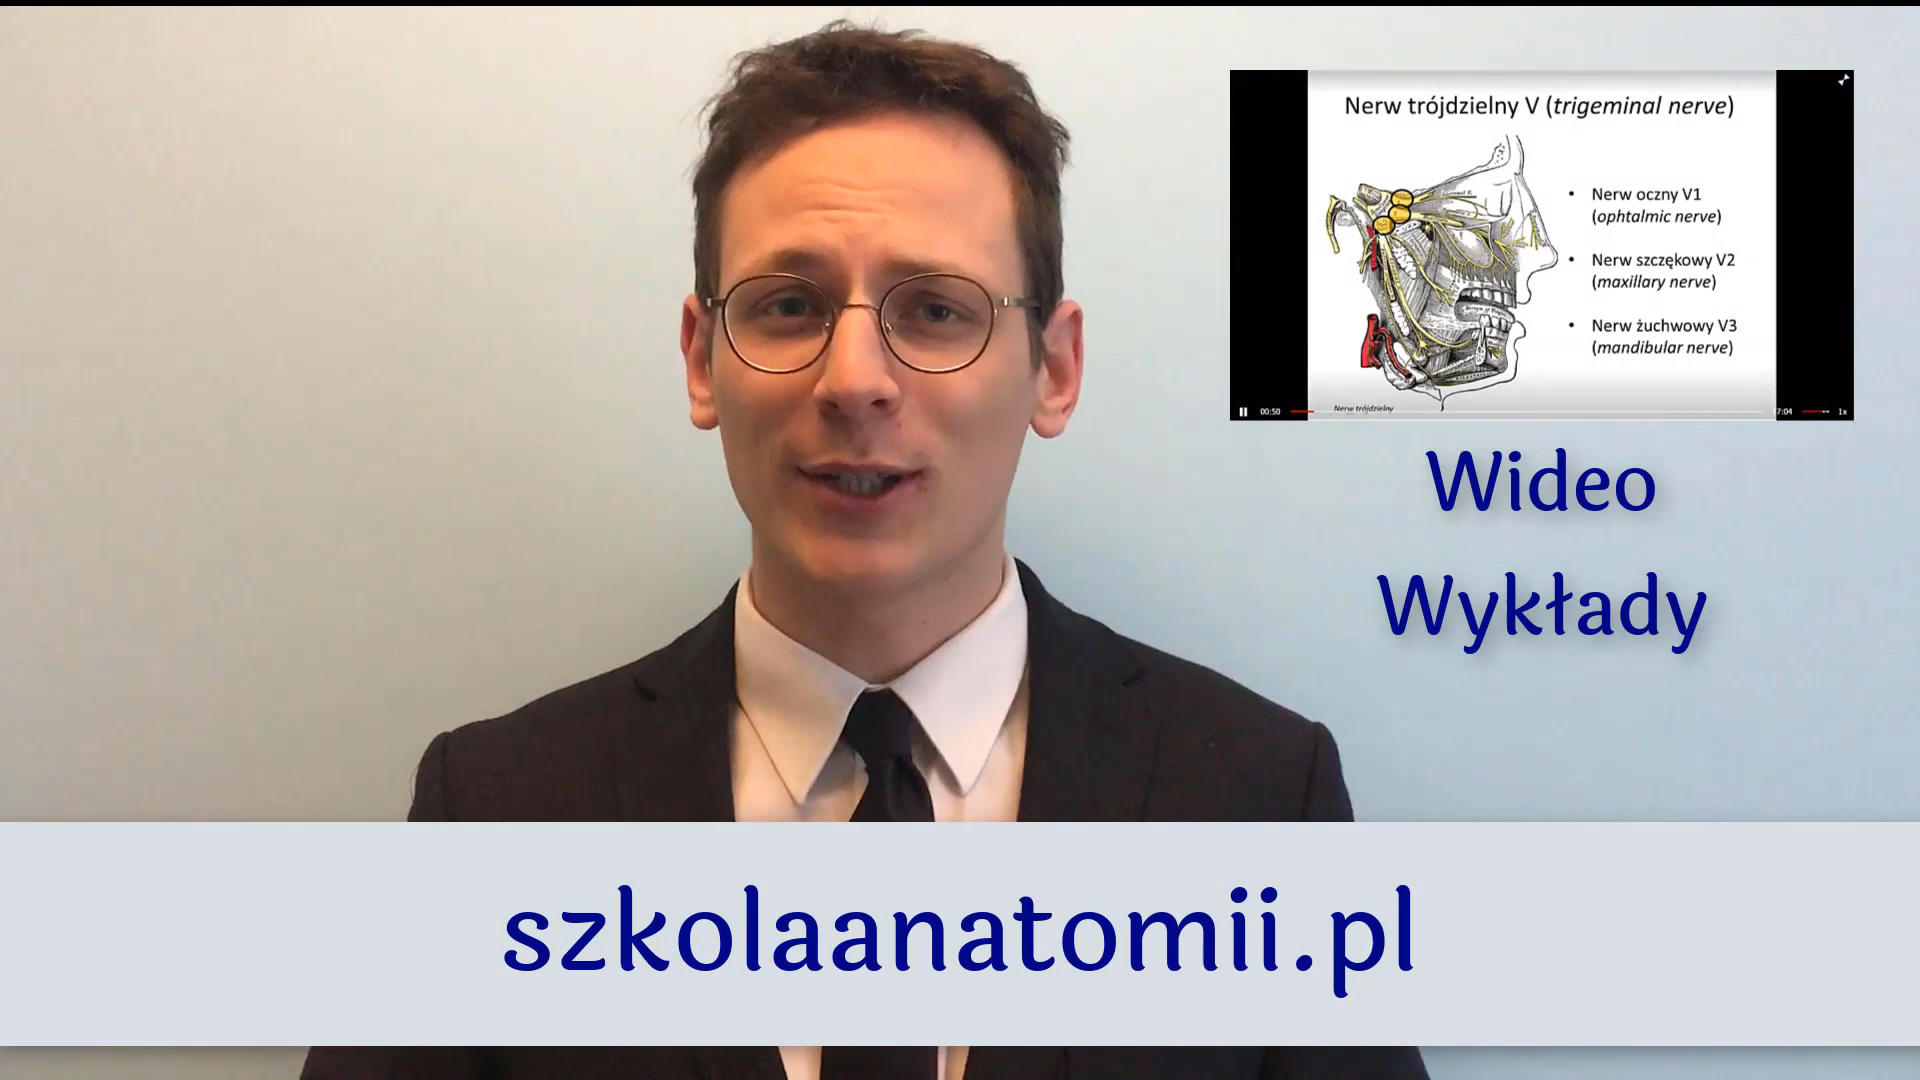 Nerw trójdzielny V (trigeminal nerve)
• Nerw oczny V1
(ophtalmic nerve)
• Nerw szczękowy V2
(maxillary nerve)
• Nerw żuchwowy V3
(mandibular nerve)
Nerw trójdzielny
00:50
7:04
1x
Wideo
Wykłady
szkolaanatomii.pl